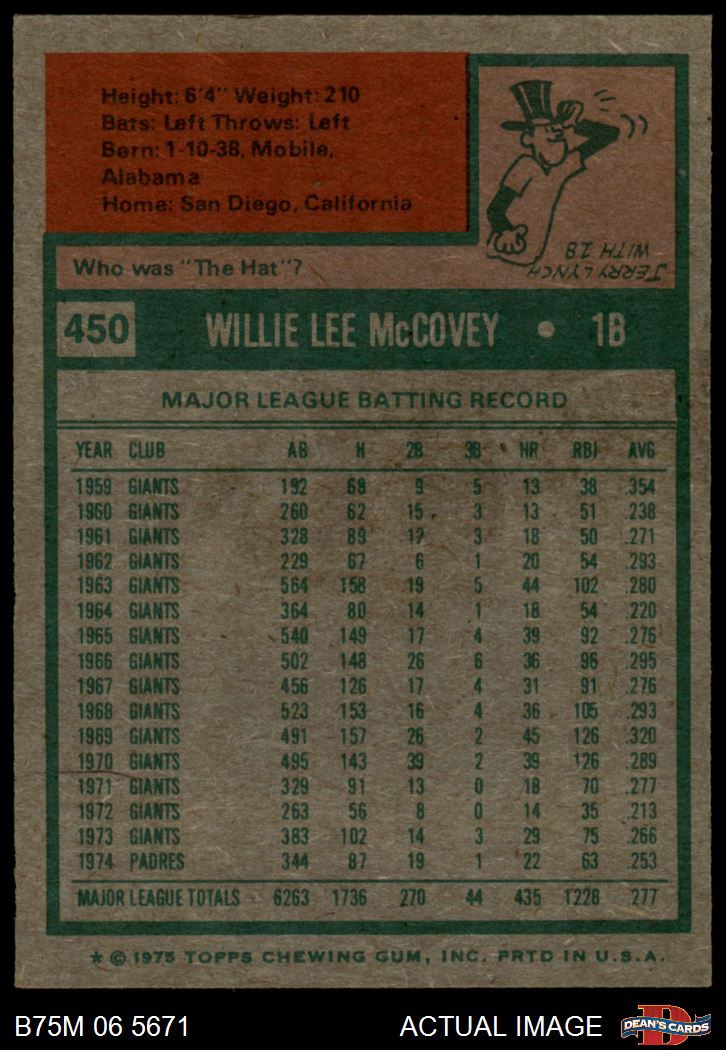 Height: 6'4" Weight: 210
Bats: Left Throws: Left
Born: 1-10-38, Mobile,
Alabama
Home: San Diego, California
JERRY LYNCH
WITH 18
Who was "The Hat"?
450 WILLIE LEE McCOVEY • 1B
MAJOR LEAGUE BATTING RECORD
YEAR CLUB AB H 2B 3B HR RBI AVG
1959 GIANTS 192 68 9 5 13 38 .354
1960 GIANTS 260 62 15 3 13 51 .238
1961 GIANTS 328 89 12 3 18 50 .271
1962 GIANTS 229 67 6 1 20 54 .293
1963 GIANTS 564 158 19 5 44 102 .280
1964 GIANTS 364 80 14 1 18 54 .220
1965 GIANTS 540 149 17 4 39 92 .276
1966 GIANTS 502 148 26 6 36 96 .295
1967 GIANTS 456 126 17 4 31 91 .276
1968 GIANTS 523 153 16 4 36 105 .293
1969 GIANTS 491 157 26 2 45 126 .320
1970 GIANTS 495 143 39 2 39 126 .289
1971 GIANTS 329 91 13 0 18 70 .277
1972 GIANTS 263 56 8 0 14 35 .213
1973 GIANTS 383 102 14 3 29 75 .266
1974 PADRES 344 87 19 1 22 63 .253
MAJOR LEAGUE TOTALS 6263 1736 270 44 435 1228 .277
* © 1975 TOPPS CHEWING GUM, INC. PRTD IN U.S.A.
B75M 06 5671 ACTUAL IMAGE D DEAN'S CARDS